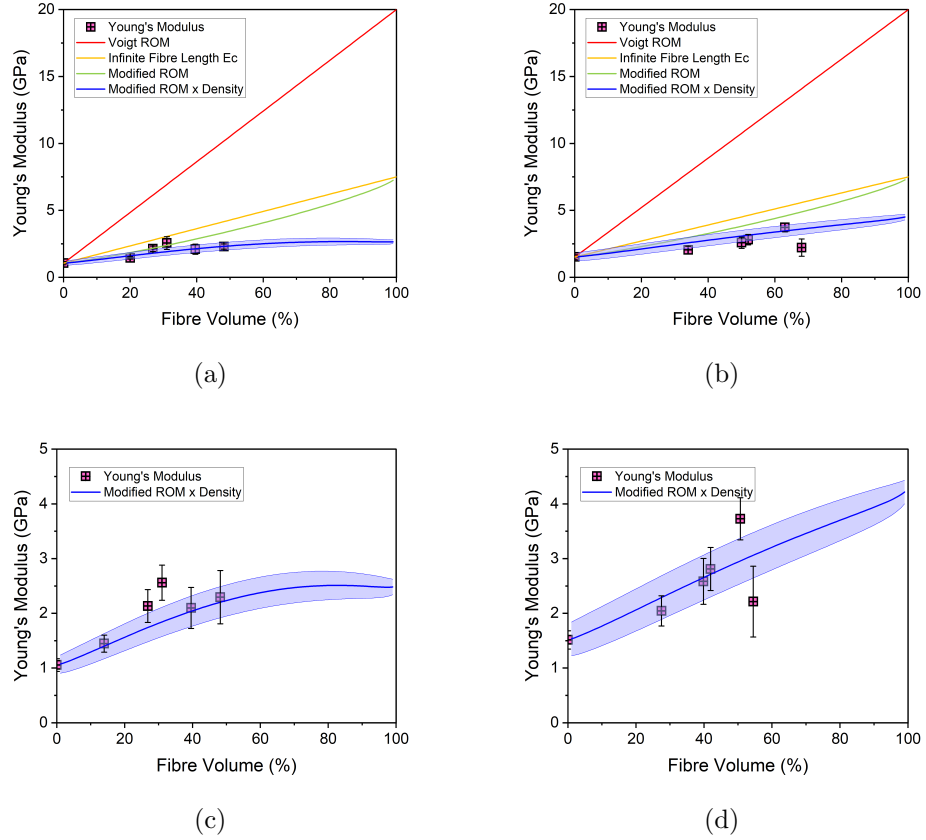 Young's Modulus
Voigt ROM
Infinite Fibre Length Ec
Modified ROM
Modified ROM x Density
Young's Modulus (GPa)
20
15
10
5
0
0 20 40 60 80 100
Fibre Volume (%)
(a)
Young's Modulus
Voigt ROM
Infinite Fibre Length Ec
Modified ROM
Modified ROM x Density
Young's Modulus (GPa)
20
15
10
5
0
0 20 40 60 80 100
Fibre Volume (%)
(b)
Young's Modulus
Modified ROM x Density
Young's Modulus (GPa)
5
4
3
2
1
0
0 20 40 60 80 100
Fibre Volume (%)
(c)
Young's Modulus
Modified ROM x Density
Young's Modulus (GPa)
5
4
3
2
1
0
0 20 40 60 80 100
Fibre Volume (%)
(d)